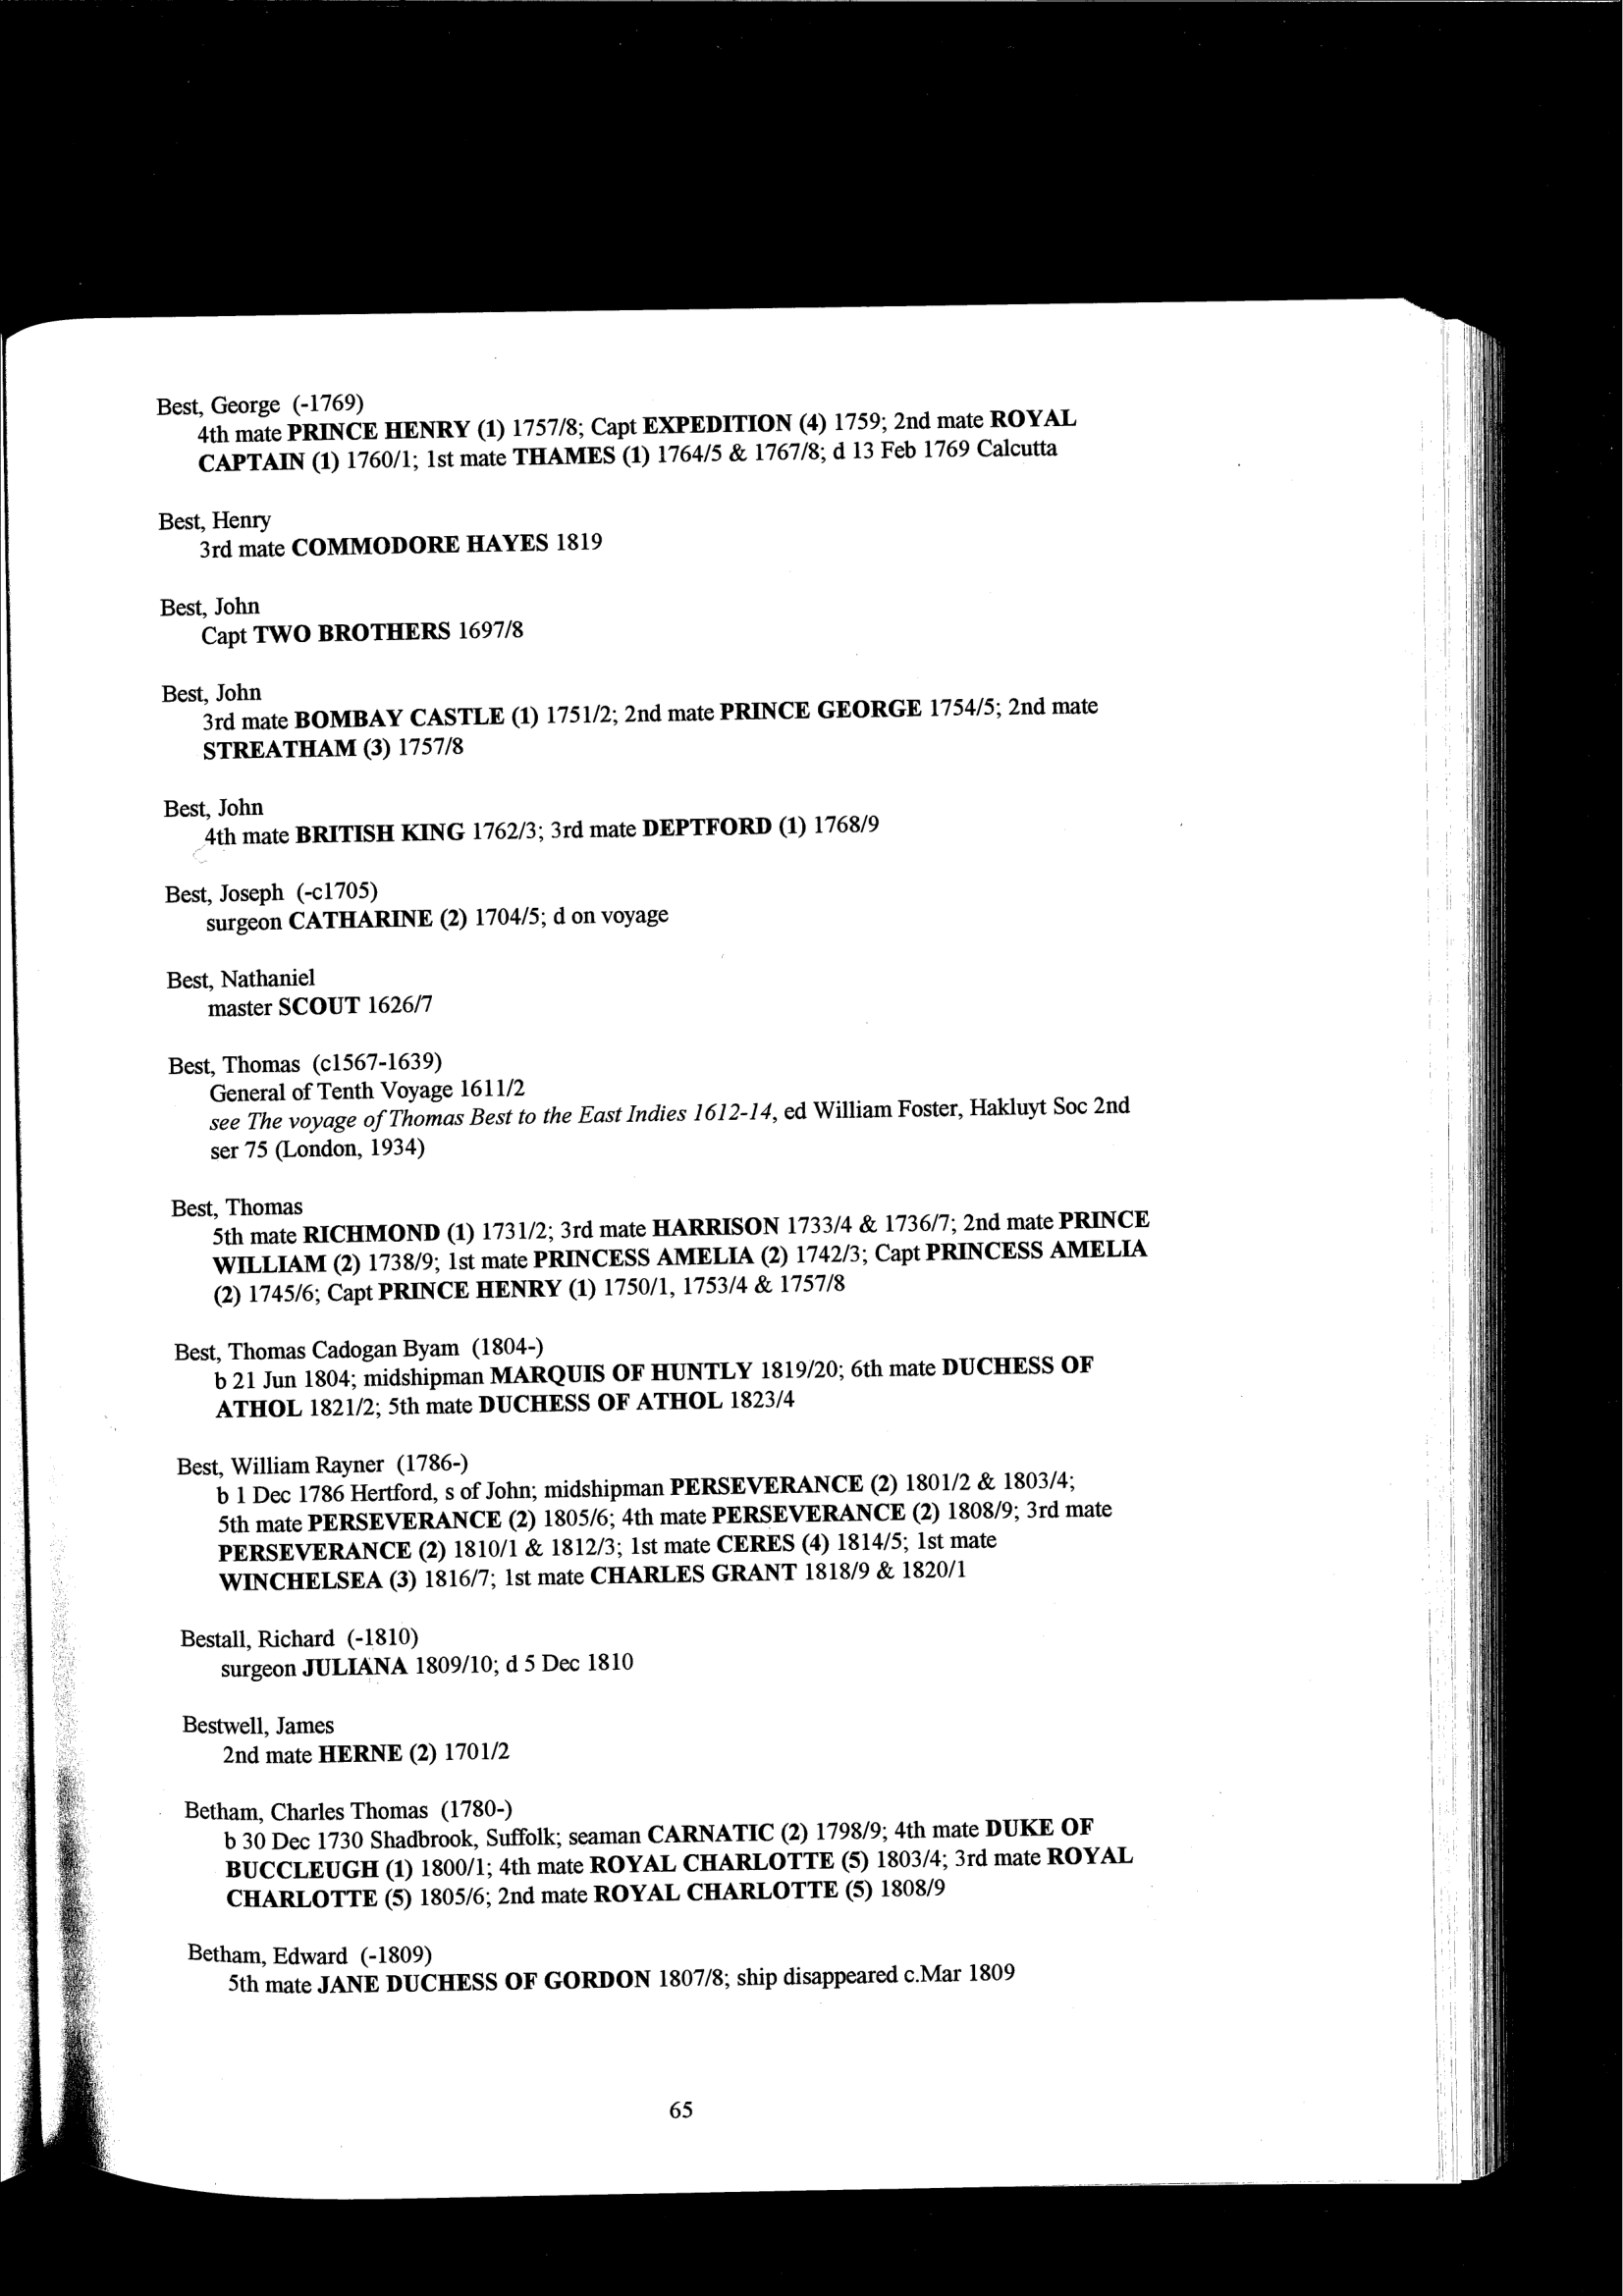 Best, George (-1769)
4th mate PRINCE HENRY (1) 1757/8; Capt EXPEDITION (4) 1759; 2nd mate ROYAL
CAPTAIN (1) 1760/1; 1st mate THAMES (1) 1764/5 & 1767/8; d 13 Feb 1769 Calcutta
Best, Henry
3rd mate COMMODORE HAYES 1819
Best, John
Capt TWO BROTHERS 1697/8
Best, John
3rd mate BOMBAY CASTLE (1) 1751/2; 2nd mate PRINCE GEORGE 1754/5; 2nd mate
STREATHAM (3) 1757/8
Best, John
4th mate BRITISH KING 1762/3; 3rd mate DEPTFORD (1) 1768/9
Best, Joseph (-c1705)
surgeon CATHARINE (2) 1704/5; d on voyage
Best, Nathaniel
master SCOUT 1626/7
Best, Thomas (c1567-1639)
General of Tenth Voyage 1611/2
see The voyage of Thomas Best to the East Indies 1612-14, ed William Foster, Hakluyt Soc 2nd
ser 75 (London, 1934)
Best, Thomas
5th mate RICHMOND (1) 1731/2; 3rd mate HARRISON 1733/4 & 1736/7; 2nd mate PRINCE
WILLIAM (2) 1738/9; 1st mate PRINCESS AMELIA (2) 1742/3; Capt PRINCESS AMELIA
(2) 1745/6; Capt PRINCE HENRY (1) 1750/1, 1753/4 & 1757/8
Best, Thomas Cadogan Byam (1804-)
b 21 Jun 1804; midshipman MARQUIS OF HUNTLY 1819/20; 6th mate DUCHESS OF
ATHOL 1821/2; 5th mate DUCHESS OF ATHOL 1823/4
Best, William Rayner (1786-)
b 1 Dec 1786 Hertford, s of John; midshipman PERSEVERANCE (2) 1801/2 & 1803/4;
5th mate PERSEVERANCE (2) 1805/6; 4th mate PERSEVERANCE (2) 1808/9; 3rd mate
PERSEVERANCE (2) 1810/1 & 1812/3; 1st mate CERES (4) 1814/5; 1st mate
WINCHELSEA (3) 1816/7; 1st mate CHARLES GRANT 1818/9 & 1820/1
Bestall, Richard (-1810)
surgeon JULIANA 1809/10; d 5 Dec 1810
Bestwell, James
2nd mate HERNE (2) 1701/2
Betham, Charles Thomas (1780-)
b 30 Dec 1730 Shadbrook, Suffolk; seaman CARNATIC (2) 1798/9; 4th mate DUKE OF
BUCCLEUGH (1) 1800/1; 4th mate ROYAL CHARLOTTE (5) 1803/4; 3rd mate ROYAL
CHARLOTTE (5) 1805/6; 2nd mate ROYAL CHARLOTTE (5) 1808/9
Betham, Edward (-1809)
5th mate JANE DUCHESS OF GORDON 1807/8; ship disappeared c.Mar 1809
65